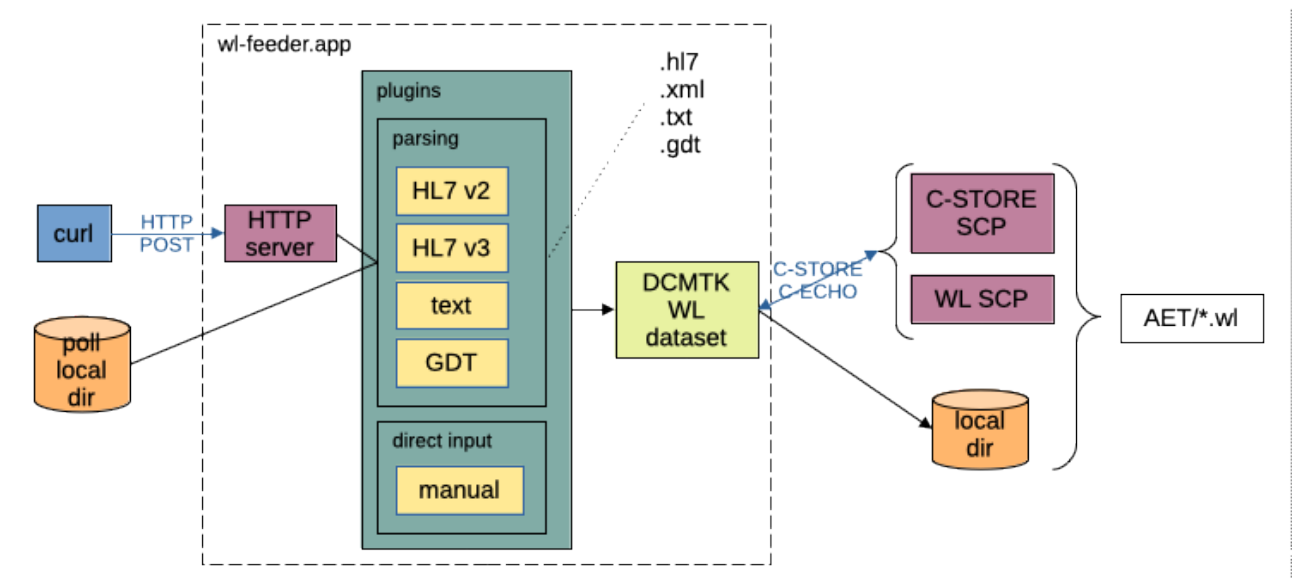 wl-feeder.app
.hl7
.xml
.txt
.gdt
plugins
parsing
HL7 v2
HL7 v3
text
GDT
direct input
manual
curl
HTTP
POST
HTTP
server
poll
local
dir
DCMTK
WL
dataset
C-STORE
C-ECHO
C-STORE
SCP
WL SCP
local
dir
AET/*.wl